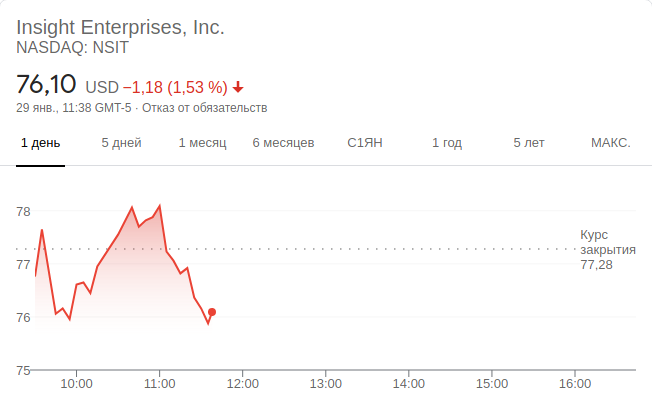 Insight Enterprises, Inc.
NASDAQ: NSIT
76,10 USD −1,18 (1,53 %)
29 янв., 11:38 GMT-5 · Отказ от обязательств
1 день 5 дней 1 месяц 6 месяцев С1ЯН 1 год 5 лет МАКС.
78
Курс
закрытия
77,28
77
76
75
10:00 11:00 12:00 13:00 14:00 15:00 16:00